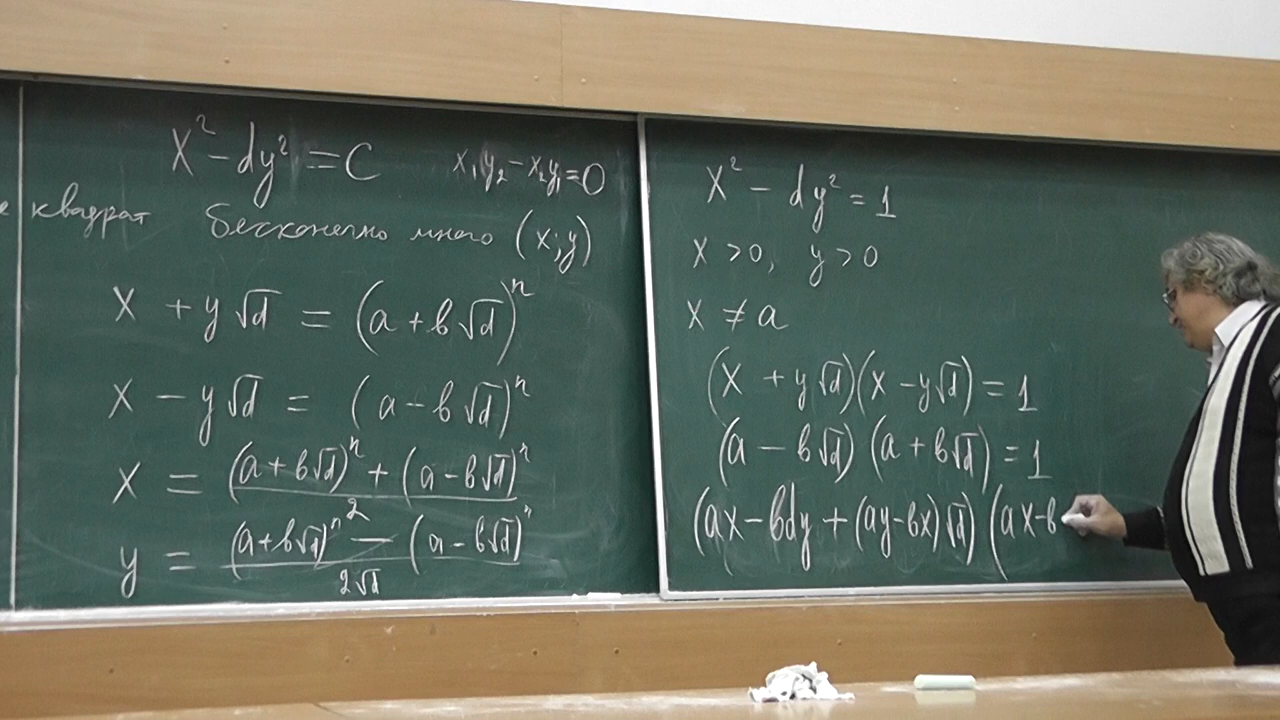 x² − dy² = C
x₁y₂ − x₂y₁ = 0
е квадрат бесконечно много (x; y)
x + y√d = (a + b√d)ⁿ
x − y√d = (a − b√d)ⁿ
x = ((a + b√d)ⁿ + (a − b√d)ⁿ) / 2
y = ((a + b√d)ⁿ − (a − b√d)ⁿ) / 2√d
x² − dy² = 1
x > 0, y > 0
x ≠ a
(x + y√d)(x − y√d) = 1
(a − b√d)(a + b√d) = 1
(ax − bdy + (ay − bx)√d)(ax − b